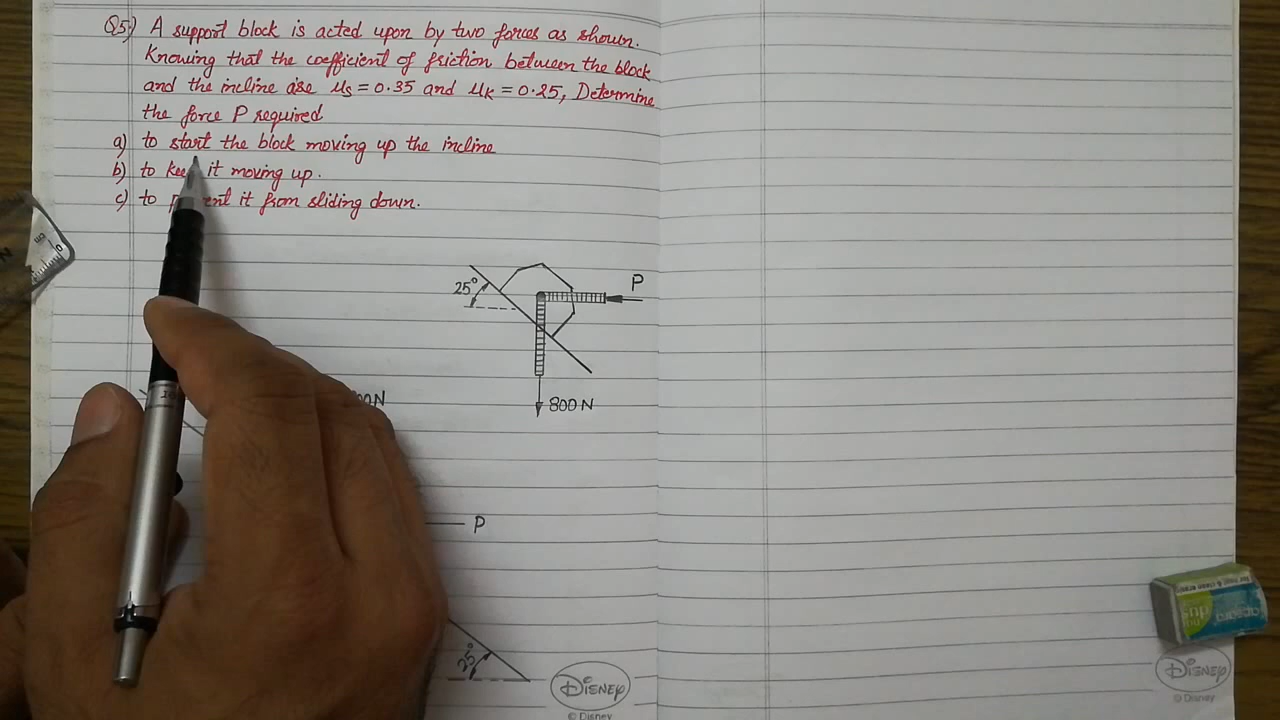 Q5) A support block is acted upon by two forces as shown.
Knowing that the coefficient of friction between the block
and the incline are μs = 0.35 and μk = 0.25, Determine
the force P required
a) to start the block moving up the incline
b) to it moving up.
c) to it from sliding down.
25°
P
800 N
P
25°
DISNEY
© Disney
DISNEY
© Disney
apsara